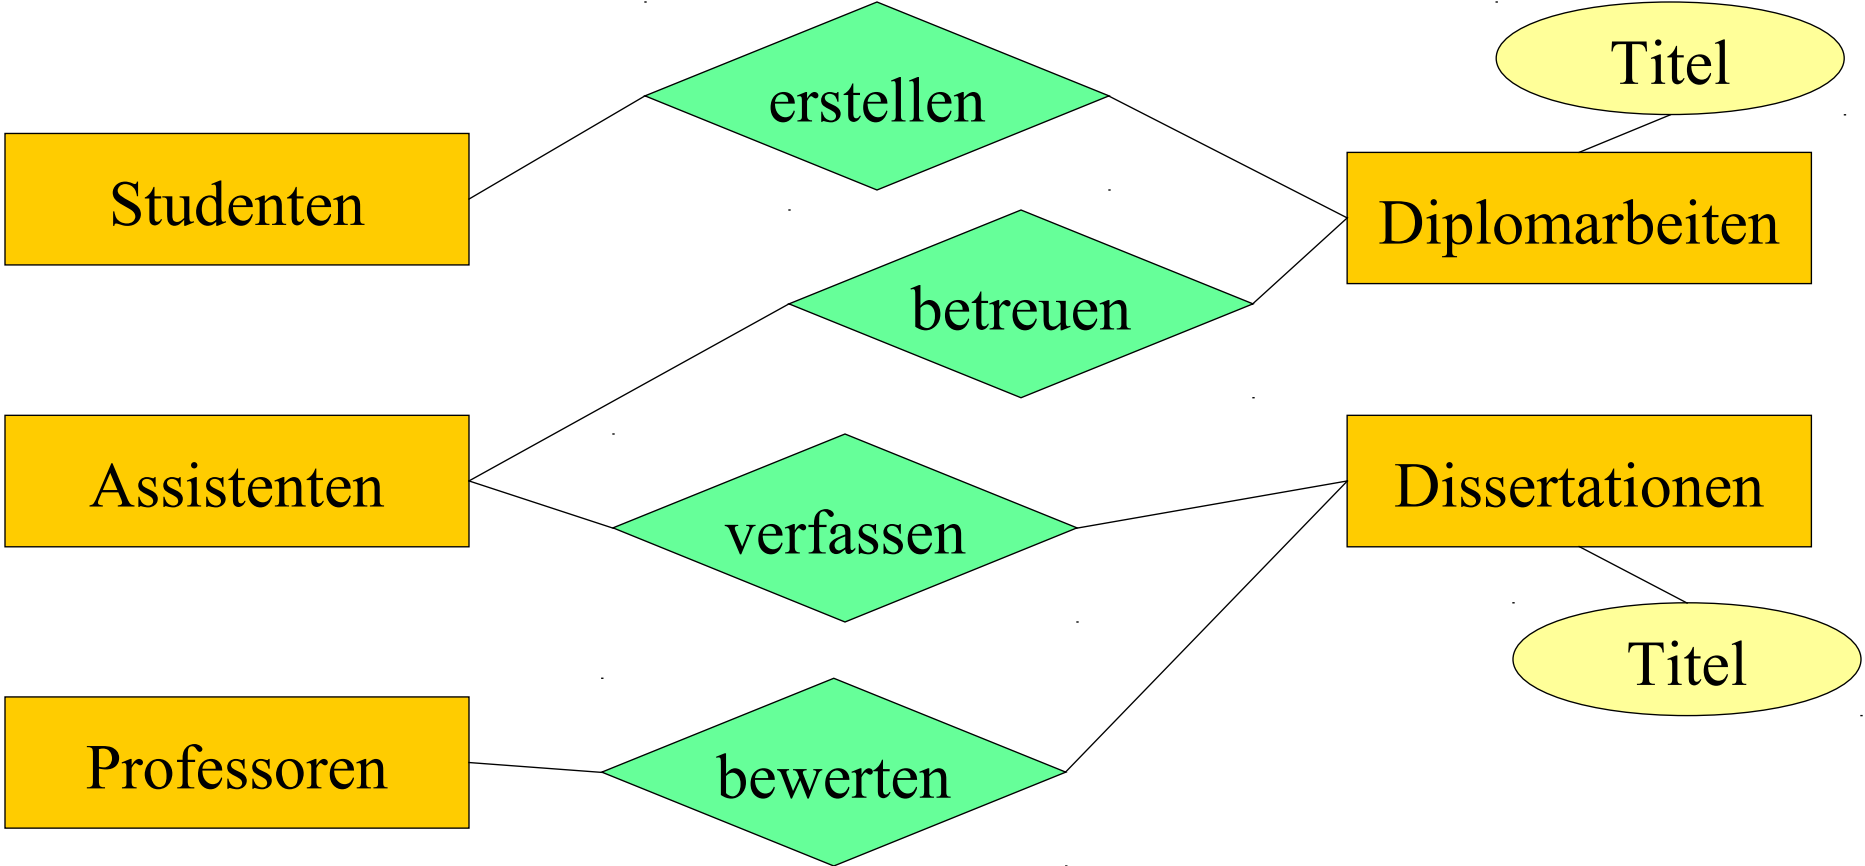 erstellen
Titel
Studenten
Diplomarbeiten
betreuen
Assistenten
Dissertationen
verfassen
Titel
Professoren
bewerten